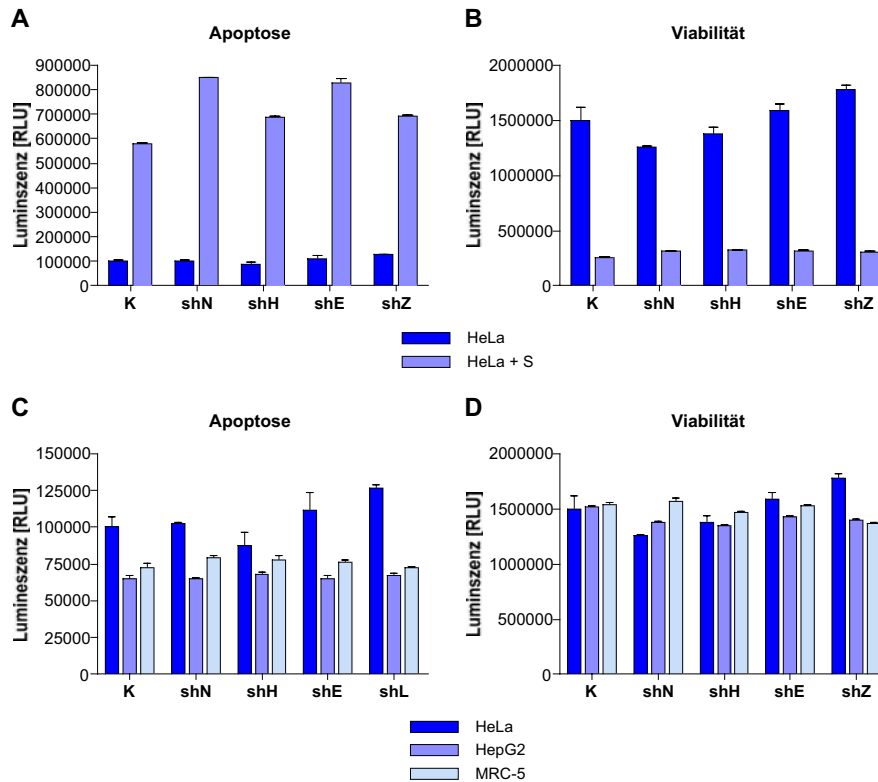 A
Apoptose
Luminszenz [RLU]
900000
800000
700000
600000
500000
400000
300000
200000
100000
0
K shN shH shE shZ
B
Viabilität
Luminszenz [RLU]
2000000
1500000
1000000
500000
0
K shN shH shE shZ
HeLa
HeLa + S
C
Apoptose
Lumineszenz [RLU]
150000
125000
100000
75000
50000
25000
0
K shN shH shE shL
D
Viabilität
Luminszenz [RLU]
2000000
1500000
1000000
500000
0
K shN shH shE shZ
HeLa
HepG2
MRC-5